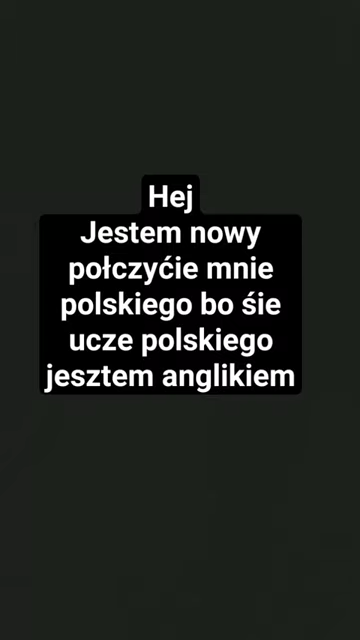 Hej
Jestem nowy
połczyćie mnie
polskiego bo śie
ucze polskiego
jesztem anglikiem